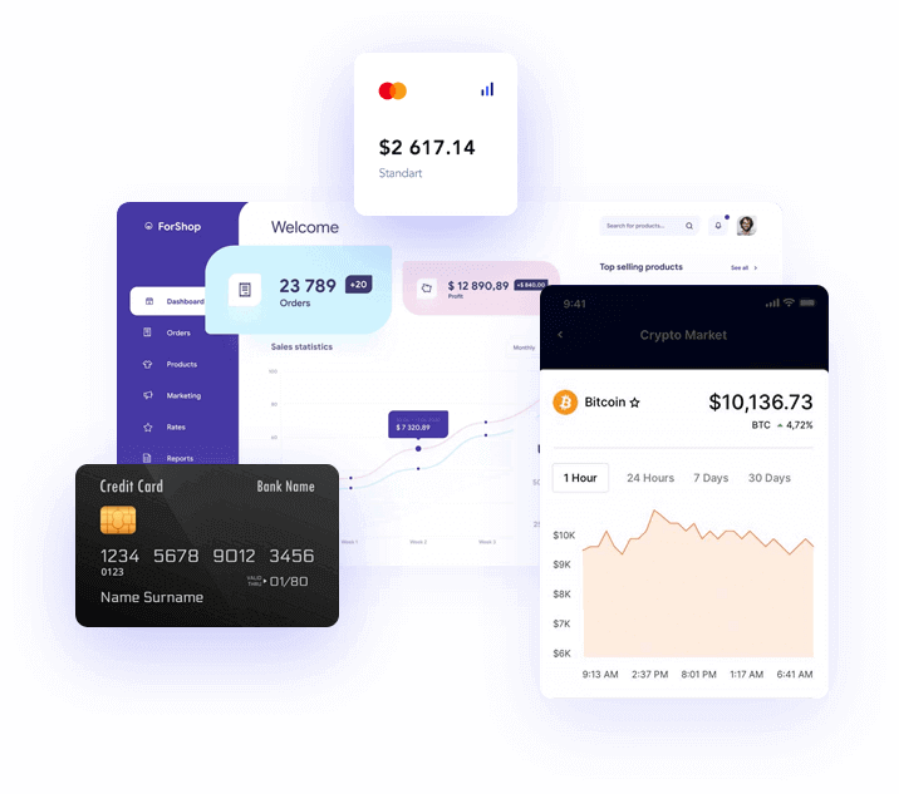 $2 617.14
Standart
ForShop
Welcome
Search for products...
Top selling products
See all
23 789
+20
Orders
$ 12 890,89
+$ 840,00
Profit
Dashboard
Orders
Products
Marketing
Rates
Reports
Sales statistics
Monthly
100
80
60
$ 7 320.89
Week 1
Week 2
Week 3
9:41
Crypto Market
Bitcoin
$10,136.73
BTC
4,72%
1 Hour
24 Hours
7 Days
30 Days
$10K
$9K
$8K
$7K
$6K
9:13 AM
2:37 PM
8:01 PM
1:17 AM
6:41 AM
Credit Card
Bank Name
1234 5678 9012 3456
0123
VALID
THRU
01/80
Name Surname